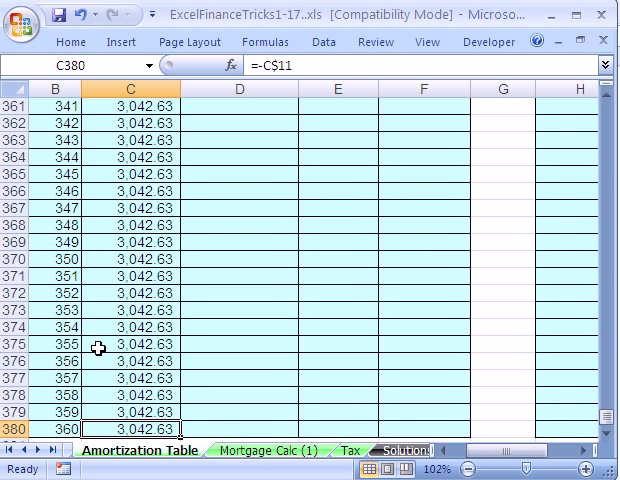 ExcelFinanceTricks1-17..xls [Compatibility Mode] - Microso...
Home Insert Page Layout Formulas Data Review View Developer
C380 fx =-C$11
B C D E F G H
361 341 3,042.63
362 342 3,042.63
363 343 3,042.63
364 344 3,042.63
365 345 3,042.63
366 346 3,042.63
367 347 3,042.63
368 348 3,042.63
369 349 3,042.63
370 350 3,042.63
371 351 3,042.63
372 352 3,042.63
373 353 3,042.63
374 354 3,042.63
375 355 3,042.63
376 356 3,042.63
377 357 3,042.63
378 358 3,042.63
379 359 3,042.63
380 360 3,042.63
Amortization Table Mortgage Calc (1) Tax Solutions
Ready 102%